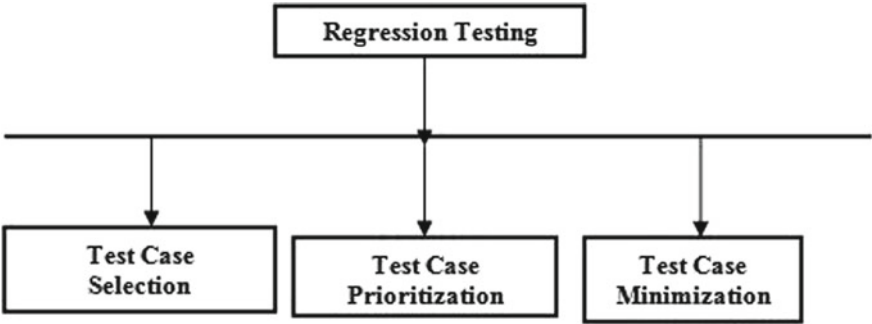 Regression Testing
Test Case
Selection
Test Case
Prioritization
Test Case
Minimization